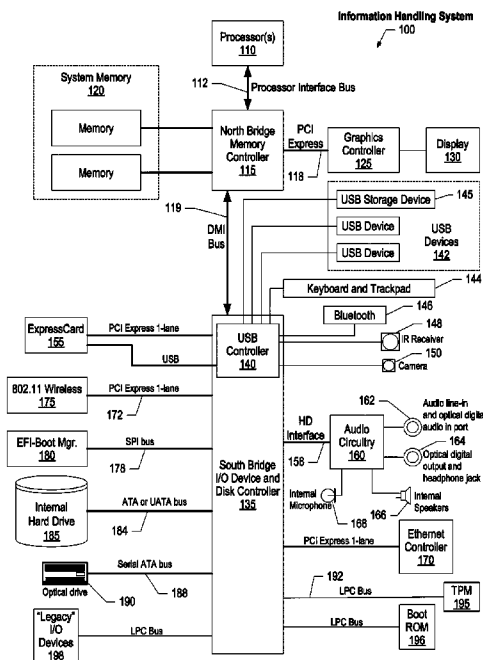 Information Handling System
100
Processor(s)
110
112
Processor Interface Bus
System Memory
120
Memory
Memory
North Bridge
Memory
Controller
115
PCI
Express
118
Graphics
Controller
125
Display
130
119
DMI
Bus
USB Storage Device
145
USB Device
USB Device
USB
Devices
142
Keyboard and Trackpad
144
Bluetooth
146
148
IR Receiver
150
Camera
USB
Controller
140
ExpressCard
155
PCI Express 1-lane
USB
802.11 Wireless
175
PCI Express 1-lane
172
EFI-Boot Mgr.
180
SPI bus
178
Internal
Hard Drive
185
ATA or UATA bus
184
Serial ATA bus
188
190
Optical drive
"Legacy"
I/O
Devices
198
LPC Bus
South Bridge
I/O Device and
Disk Controller
135
HD
Interface
158
Audio
Circuitry
160
162
Audio line-in
and optical digital
audio in port
164
Optical digital
output and
headphone jack
Internal
Microphone
168
Internal
Speakers
166
PCI Express 1-lane
Ethernet
Controller
170
192
LPC Bus
TPM
195
LPC Bus
Boot
ROM
196